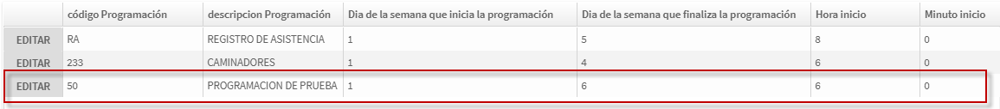 código Programación descripcion Programación Dia de la semana que inicia la programación Dia de la semana que finaliza la programación Hora inicio Minuto inicio
EDITAR RA REGISTRO DE ASISTENCIA 1 5 8 0
EDITAR 233 CAMINADORES 1 4 6 0
EDITAR 50 PROGRAMACION DE PRUEBA 1 6 6 0